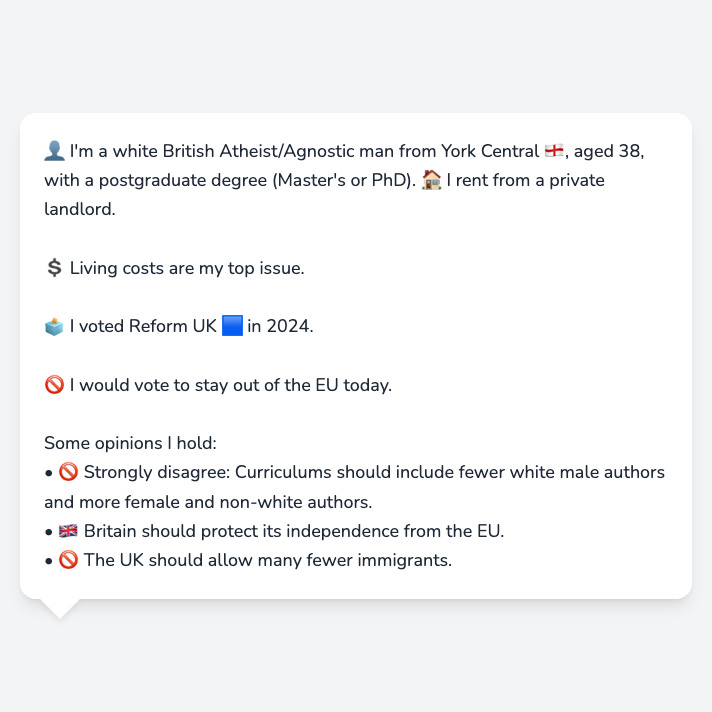 👤 I'm a white British Atheist/Agnostic man from York Central 🏴󠁧󠁢󠁥󠁮󠁧󠁿, aged 38,
with a postgraduate degree (Master's or PhD). 🏠 I rent from a private
landlord.
💲 Living costs are my top issue.
🗳️ I voted Reform UK 🟦 in 2024.
🚫 I would vote to stay out of the EU today.
Some opinions I hold:
• 🚫 Strongly disagree: Curriculums should include fewer white male authors
and more female and non-white authors.
• 🇬🇧 Britain should protect its independence from the EU.
• 🚫 The UK should allow many fewer immigrants.